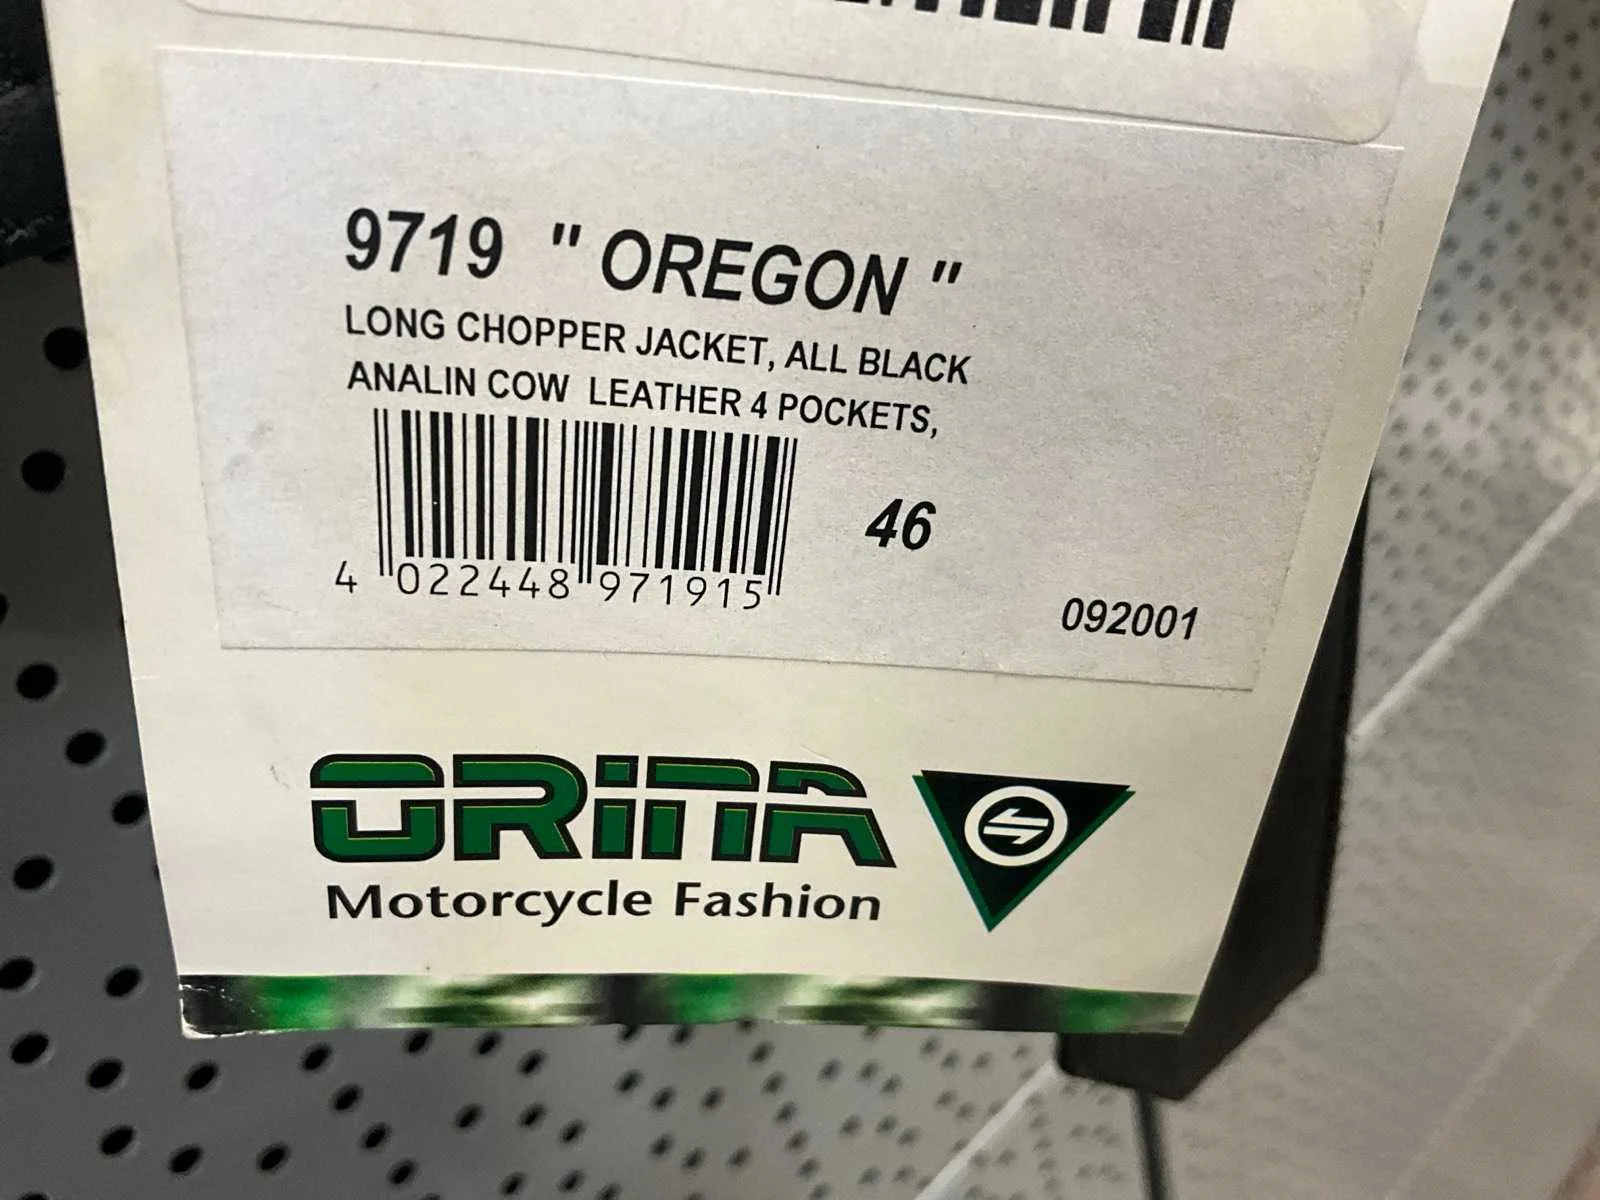 9719 " OREGON "
LONG CHOPPER JACKET, ALL BLACK
ANALIN COW LEATHER 4 POCKETS,
46
4 022448 971915
092001
ORINA
Motorcycle Fashion